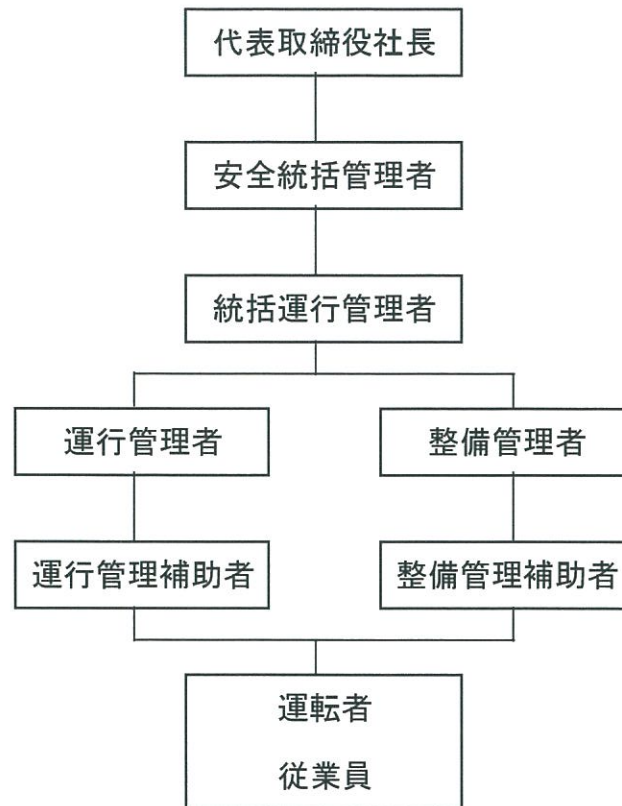 代表取締役社長
安全統括管理者
統括運行管理者
運行管理者
整備管理者
運行管理補助者
整備管理補助者
運転者
従業員